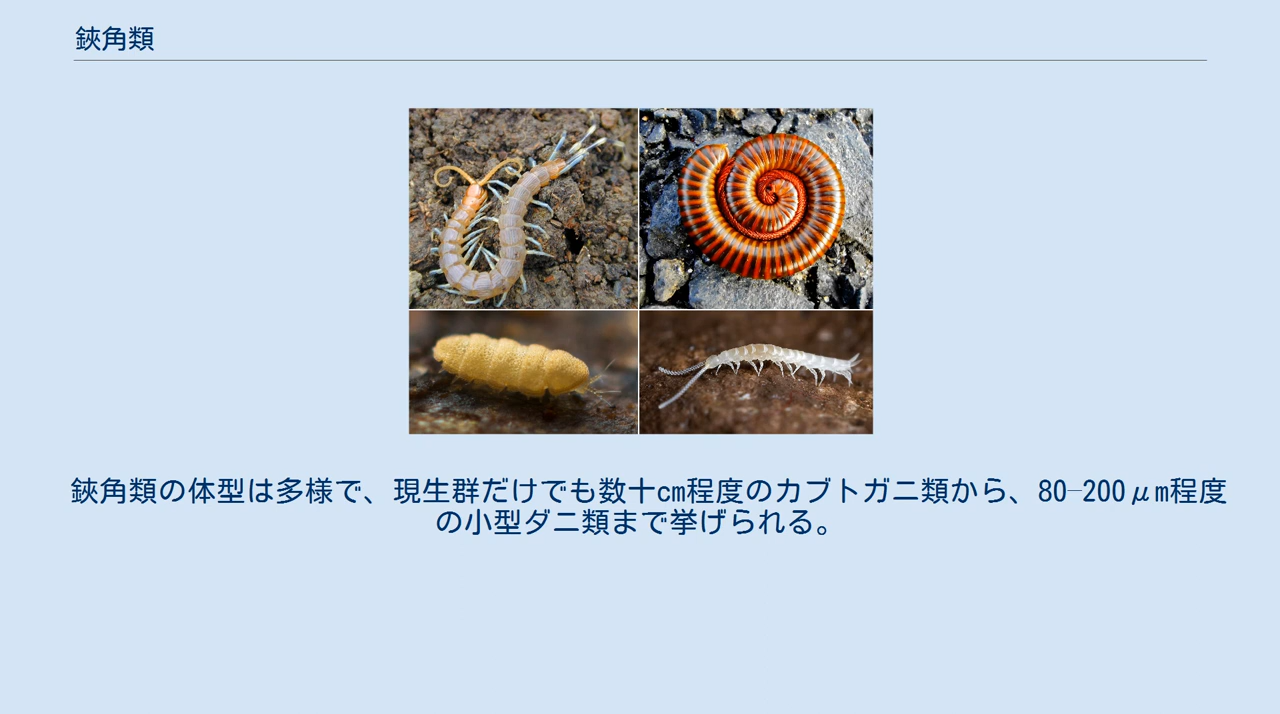 鋏角類
鋏角類の体型は多様で、現生群だけでも数十cm程度のカブトガニ類から、80–200μm程度
の小型ダニ類まで挙げられる。